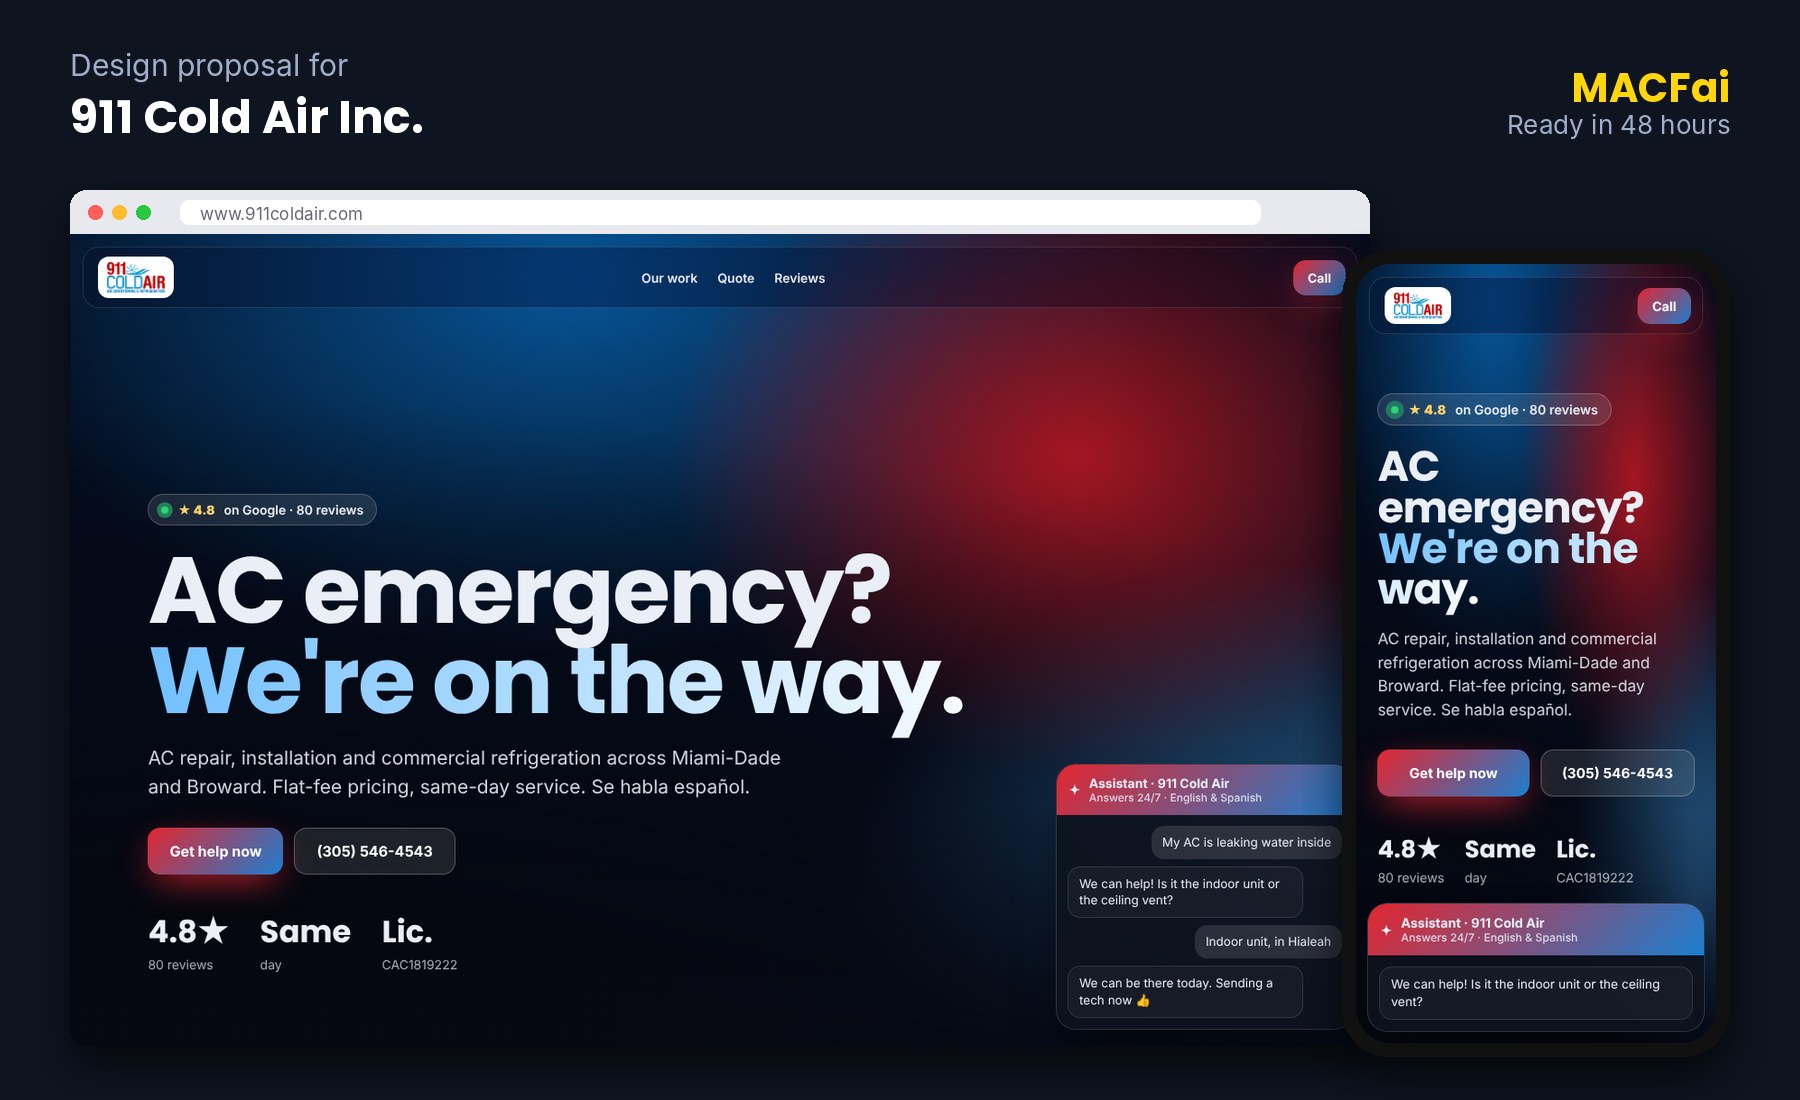 Design proposal for
911 Cold Air Inc.
MACFai
Ready in 48 hours
www.911coldair.com
911
COLDAIR
Our work
Quote
Reviews
Call
★ 4.8 on Google · 80 reviews
AC emergency?
We're on the way.
AC repair, installation and commercial refrigeration across Miami-Dade
and Broward. Flat-fee pricing, same-day service. Se habla español.
Get help now
(305) 546-4543
4.8★
80 reviews
Same
day
Lic.
CAC1819222
✦ Assistant · 911 Cold Air
Answers 24/7 · English & Spanish
My AC is leaking water inside
We can help! Is it the indoor unit or
the ceiling vent?
Indoor unit, in Hialeah
We can be there today. Sending a
tech now 👍
911
COLDAIR
Call
★ 4.8 on Google · 80 reviews
AC
emergency?
We're on the
way.
AC repair, installation and commercial
refrigeration across Miami-Dade and
Broward. Flat-fee pricing, same-day
service. Se habla español.
Get help now
(305) 546-4543
4.8★
80 reviews
Same
day
Lic.
CAC1819222
✦ Assistant · 911 Cold Air
Answers 24/7 · English & Spanish
We can help! Is it the indoor unit or the ceiling
vent?